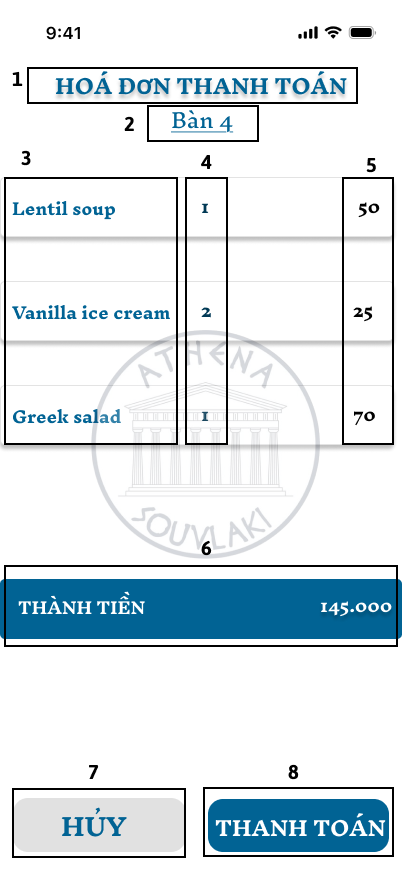 9:41
1 HOÁ ĐơN THANH TOÁN
2 Bàn 4
3 4 5
Lentil soup 1 50
Vanilla ice cream 2 25
ATHENA
Greek salad 1 70
SOUVLAKI
6
THÀNH TIỀN 145.000
7 8
HỦY THANH TOÁN